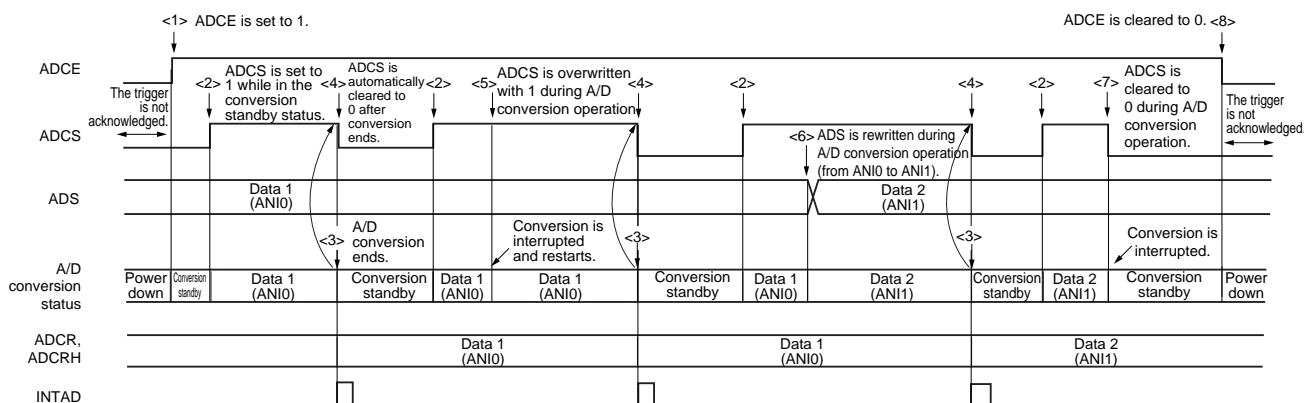 <1> ADCE is set to 1.
ADCE is cleared to 0. <8>
ADCE
The trigger
is not
acknowledged.
<2>
ADCS is set to
1 while in the
conversion
standby status.
<4>
ADCS is
automatically
cleared to
0 after
conversion
ends.
<2>
<5>
ADCS is overwritten
with 1 during A/D
conversion operation
<4>
<2>
<4>
<2>
<7>
ADCS is
cleared to
0 during A/D
conversion
operation.
The trigger
is not
acknowledged.
ADCS
<6> ADS is rewritten during
A/D conversion operation
(from ANI0 to ANI1).
ADS
Data 1
(ANI0)
Data 2
(ANI1)
<3>
A/D
conversion
ends.
Conversion is
interrupted
and restarts.
<3>
<3>
Conversion is
interrupted.
A/D
conversion
status
Power
down
Conversion
standby
Data 1
(ANI0)
Conversion
standby
Data 1
(ANI0)
Data 1
(ANI0)
Conversion
standby
Data 1
(ANI0)
Data 2
(ANI1)
Conversion
standby
Data 2
(ANI1)
Conversion
standby
Power
down
ADCR,
ADCRH
Data 1
(ANI0)
Data 1
(ANI0)
Data 2
(ANI1)
INTAD